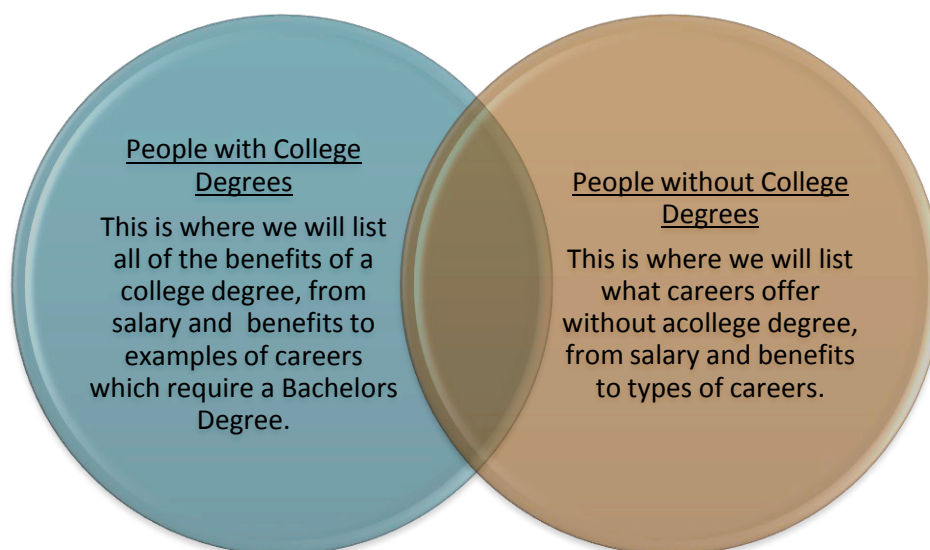 People with College
Degrees
This is where we will list
all of the benefits of a
college degree, from
salary and  benefits to
examples of careers
which require a Bachelors
Degree.
People without College
Degrees
This is where we will list
what careers offer
without acollege degree,
from salary and benefits
to types of careers.